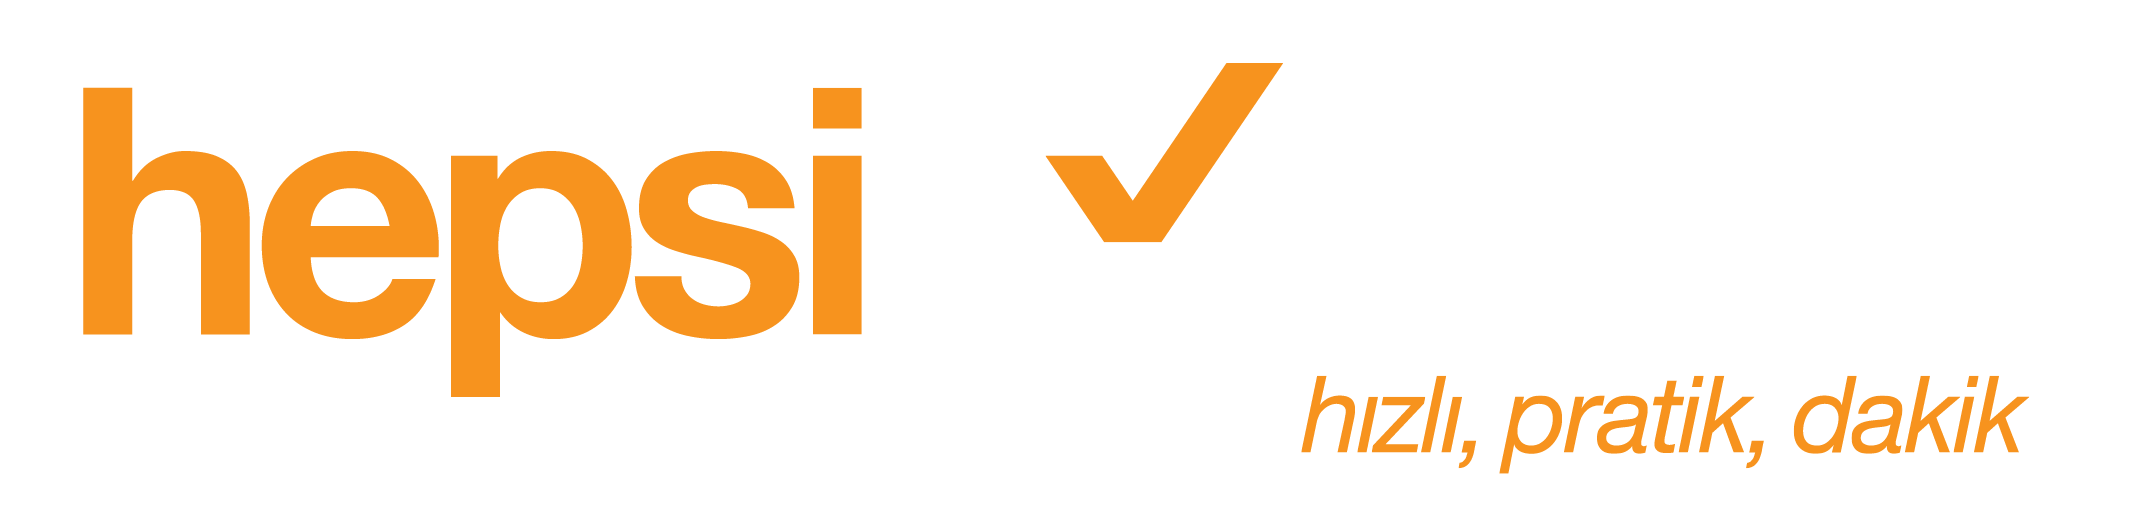 hepsi
hızlı, pratik, dakik